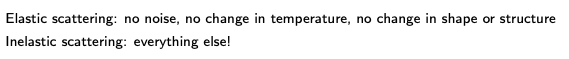 Elastic scattering: no noise, no change in temperature, no change in shape or structure
Inelastic scattering: everything else!